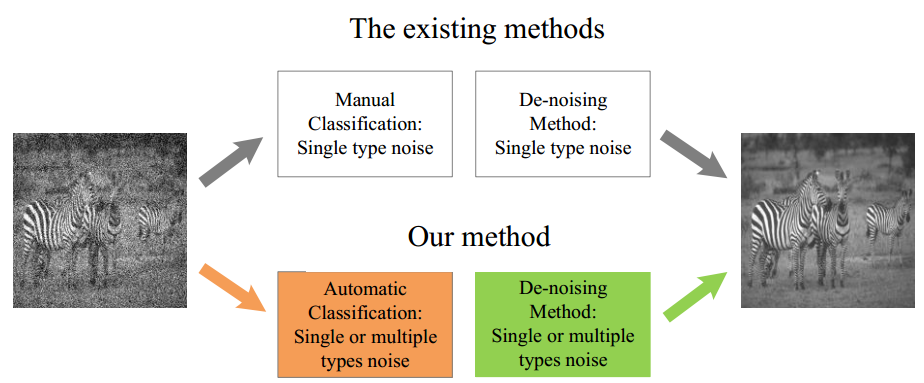 The existing methods
Manual
Classification:
Single type noise
De-noising
Method:
Single type noise
Our method
Automatic
Classification:
Single or multiple
types noise
De-noising
Method:
Single or multiple
types noise